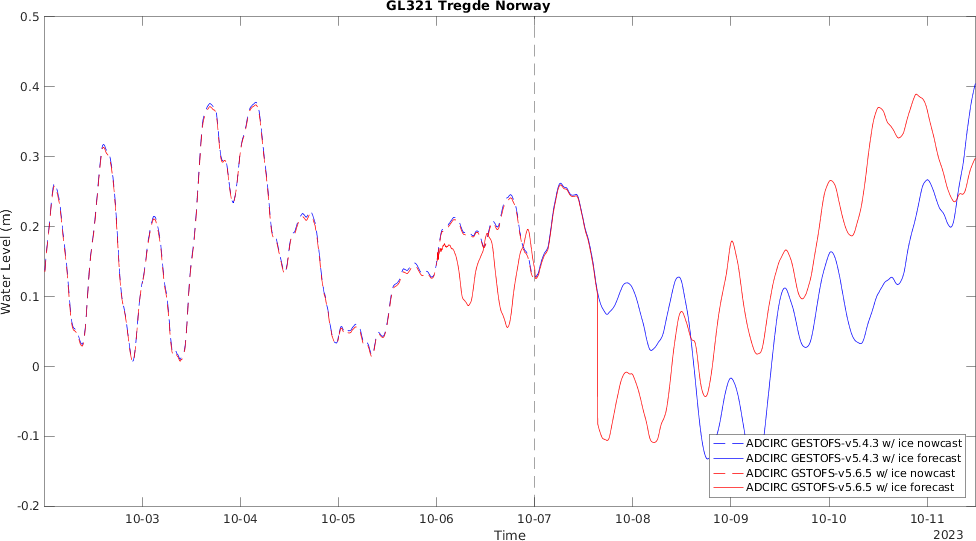 GL321 Tregde Norway
0.5
0.4
0.3
0.2
0.1
0
-0.1
-0.2
Water Level (m)
ADCIRC GESTOFS-v5.4.3 w/ ice nowcast
ADCIRC GESTOFS-v5.4.3 w/ ice forecast
ADCIRC GSTOFS-v5.6.5 w/ ice nowcast
ADCIRC GSTOFS-v5.6.5 w/ ice forecast
10-03 10-04 10-05 10-06 10-07 10-08 10-09 10-10 10-11
Time
2023